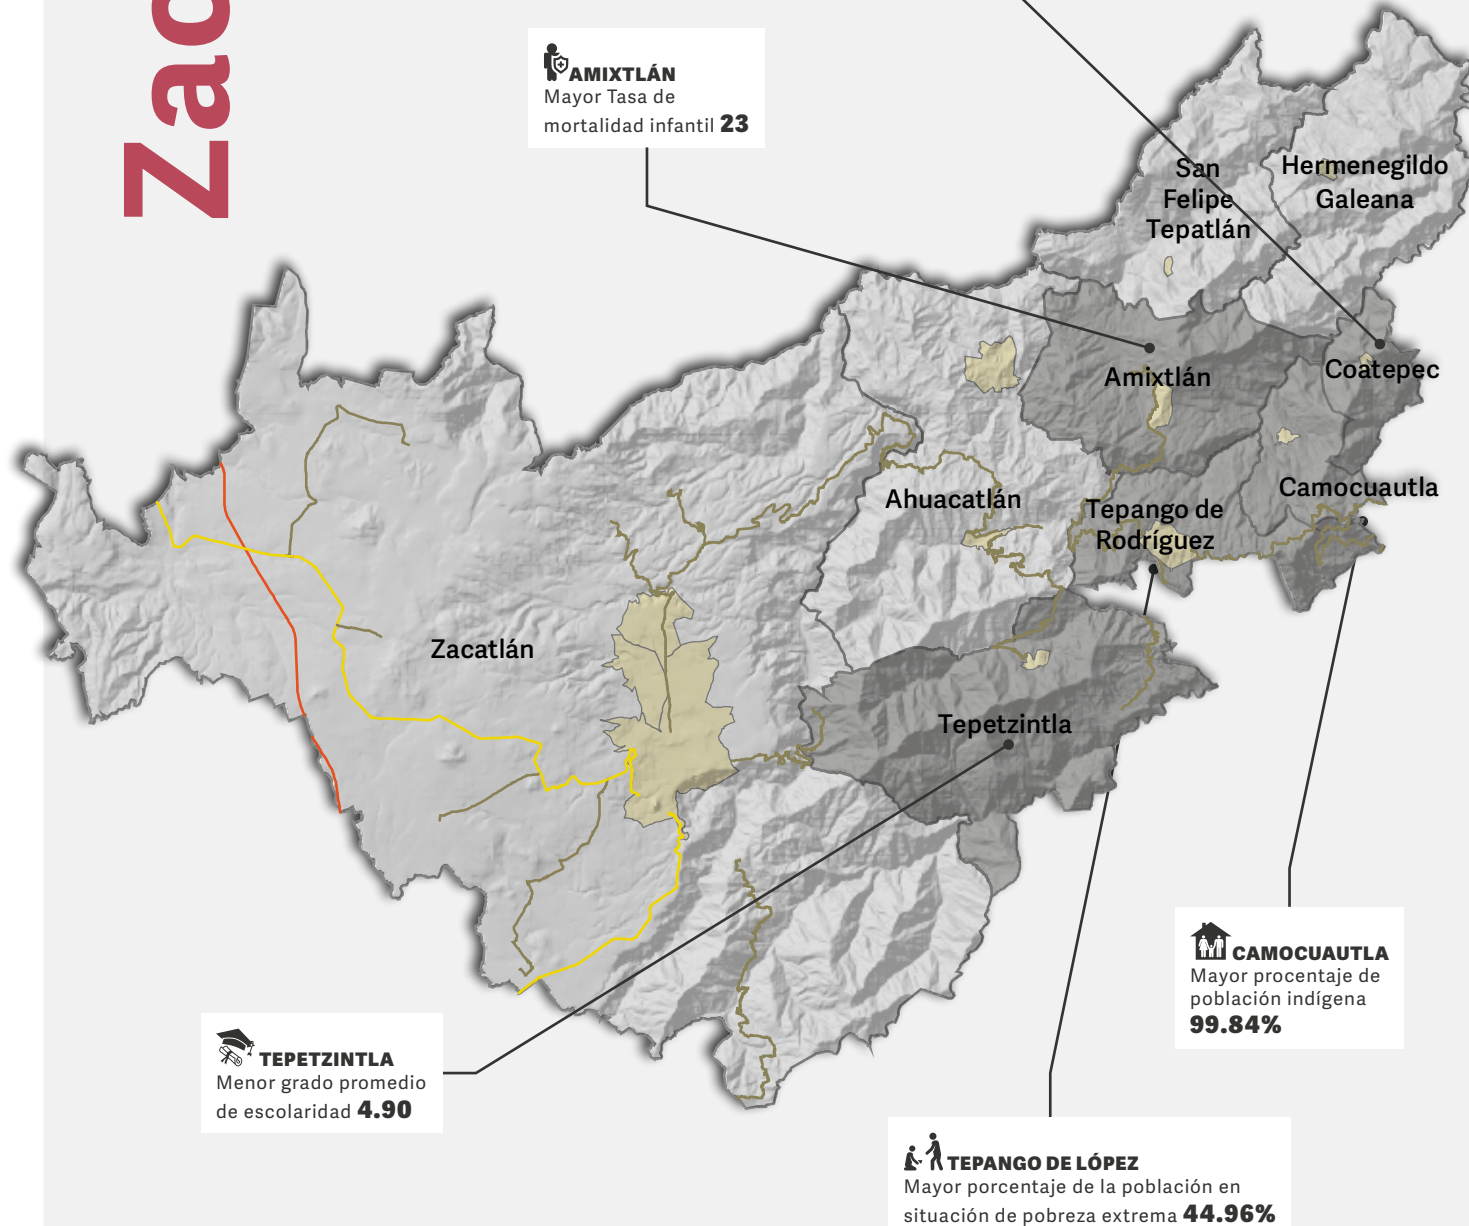 Zac
AMIXTLÁN
Mayor Tasa de
mortalidad infantil 23
San
Felipe
Tepatlán
Hermenegildo
Galeana
Amixtlán
Coatepec
Ahuacatlán
Tepango de
Rodríguez
Camocuautla
Zacatlán
Tepetzintla
CAMOCUAUTLA
Mayor procentaje de
población indígena
99.84%
TEPETZINTLA
Menor grado promedio
de escolaridad 4.90
TEPANGO DE LÓPEZ
Mayor porcentaje de la población en
situación de pobreza extrema 44.96%